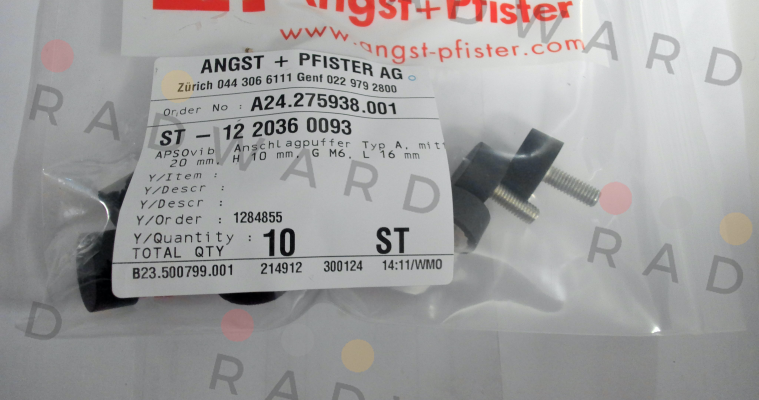 Angst+Pfister
www.angst-pfister.com
ANGST + PFISTER AG
Zürich 044 306 6111 Genf 022 979 2800
Order No : A24.275938.001
ST - 12 2036 0093
APSOvib Anschlagpuffer Typ A, mit
20 mm, H 10 mm, G M6, L 16 mm
Y/Item :
Y/Descr :
Y/Descr :
Y/Order : 1284855
Y/Quantity : 10 ST
TOTAL QTY
B23.500799.001 214912 300124 14:11/WMO
RADWARD
RADWARD
RAD